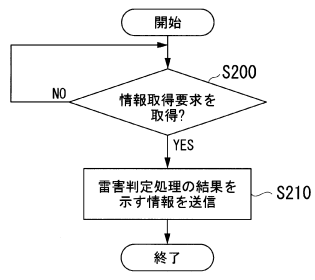 開始
S200
情報取得要求を
取得?
NO
YES
雷害判定処理の結果を
示す情報を送信
S210
終了